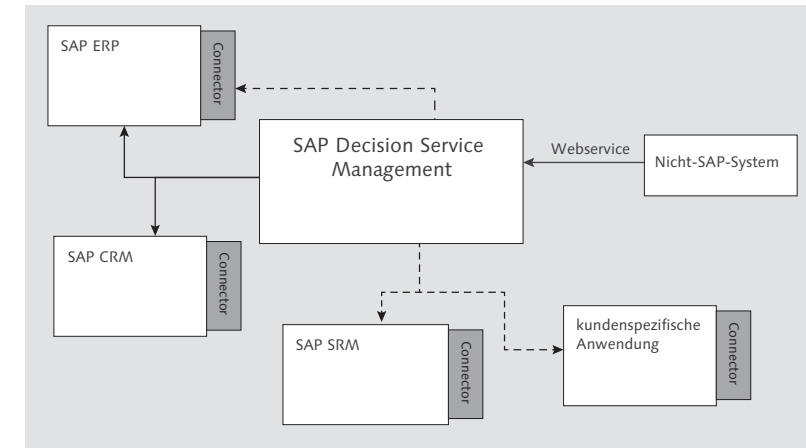 SAP ERP
Connector
SAP Decision Service
Management
Webservice
Nicht-SAP-System
SAP CRM
Connector
SAP SRM
Connector
kundenspezifische
Anwendung
Connector